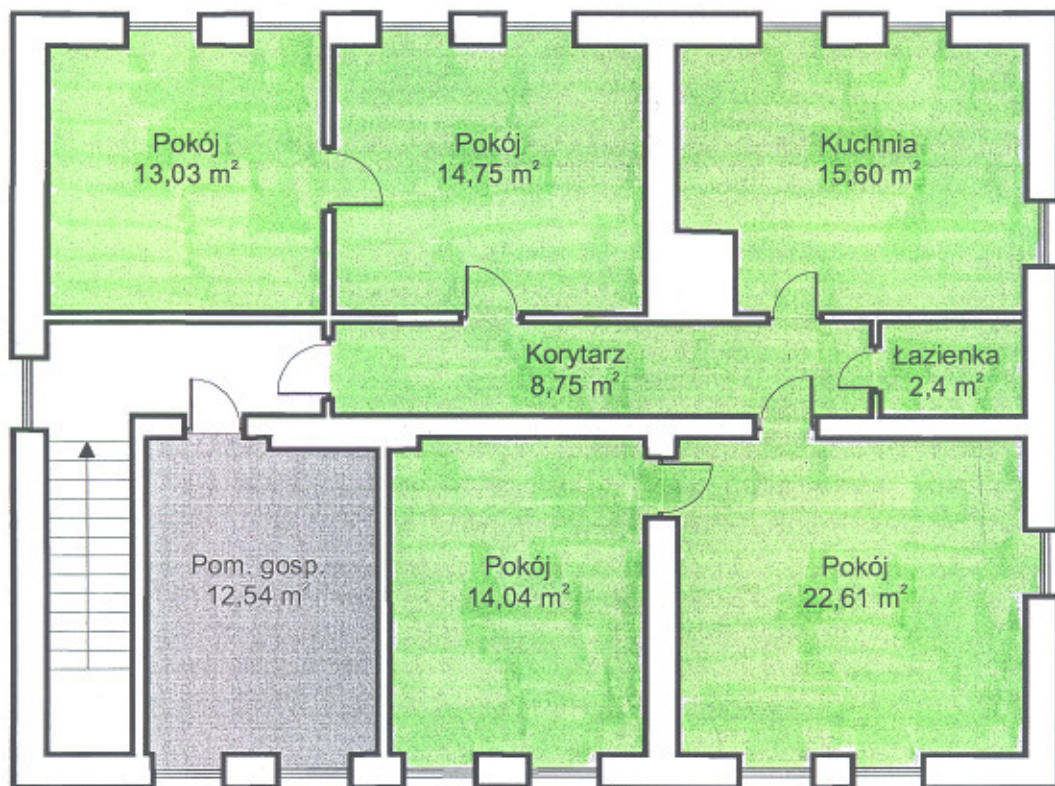 Pokój
13,03 m²
Pokój
14,75 m²
Kuchnia
15,60 m²
Korytarz
8,75 m²
Łazienka
2,4 m²
Pom. gosp.
12,54 m²
Pokój
14,04 m²
Pokój
22,61 m²